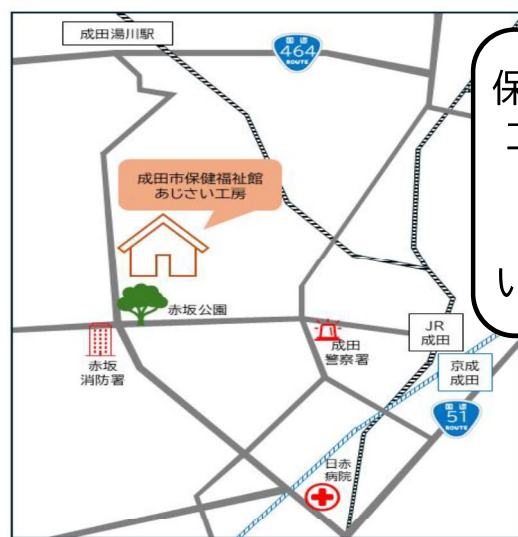 成田湯川駅
国道
464
ROUTE
保
コ
い
成田市保健福祉館
あじさい工房
赤坂公園
赤坂
消防署
成田
警察署
JR
成田
京成
成田
国道
51
ROUTE
日赤
病院